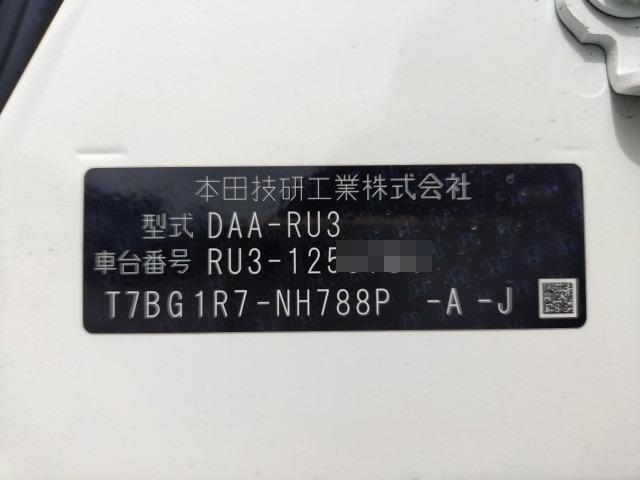 本田技研工業株式会社
型式 DAA-RU3
車台番号 RU3-125
T7BG1R7-NH788P -A-J